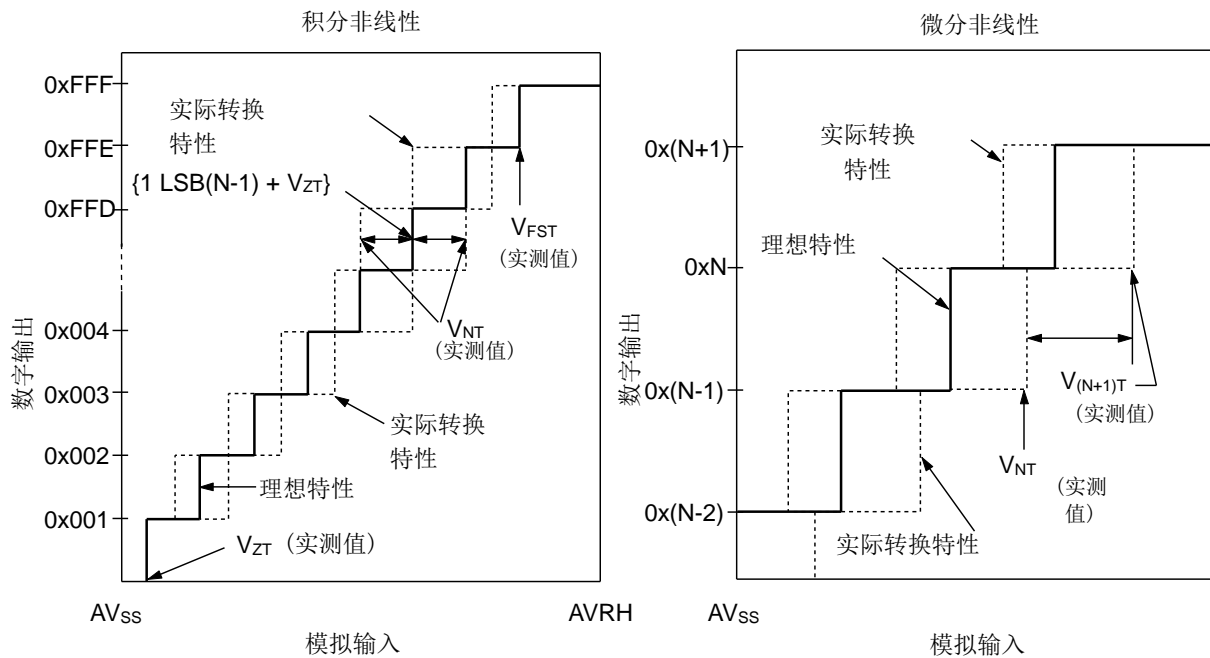 积分非线性
0xFFF
0xFFE
0xFFD
0x004
0x003
0x002
0x001
数字输出
实际转换
特性
{1 LSB(N-1) + VZT}
VFST
(实测值)
VNT
(实测值)
实际转换
特性
理想特性
VZT (实测值)
AVSS
AVRH
模拟输入
微分非线性
0x(N+1)
0xN
0x(N-1)
0x(N-2)
数字输出
实际转换
特性
理想特性
V(N+1)T
(实测值)
VNT
(实测
值)
实际转换特性
AVSS
模拟输入